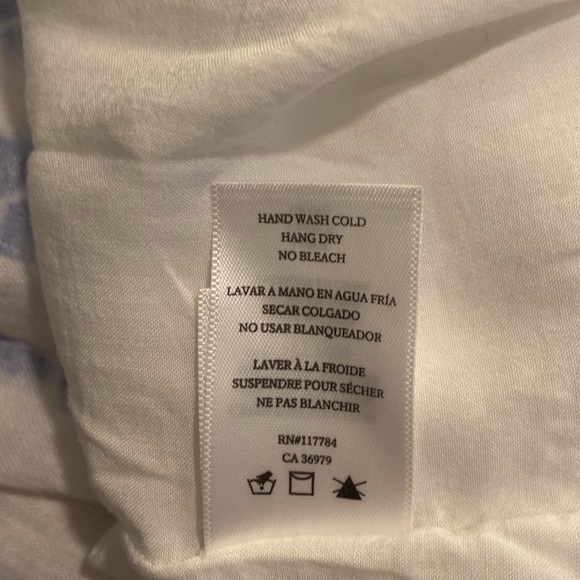 HAND WASH COLD
HANG DRY
NO BLEACH
LAVAR A MANO EN AGUA FRÍA
SECAR COLGADO
NO USAR BLANQUEADOR
LAVER À LA FROIDE
SUSPENDRE POUR SÉCHER
NE PAS BLANCHIR
RN#117784
CA 36979